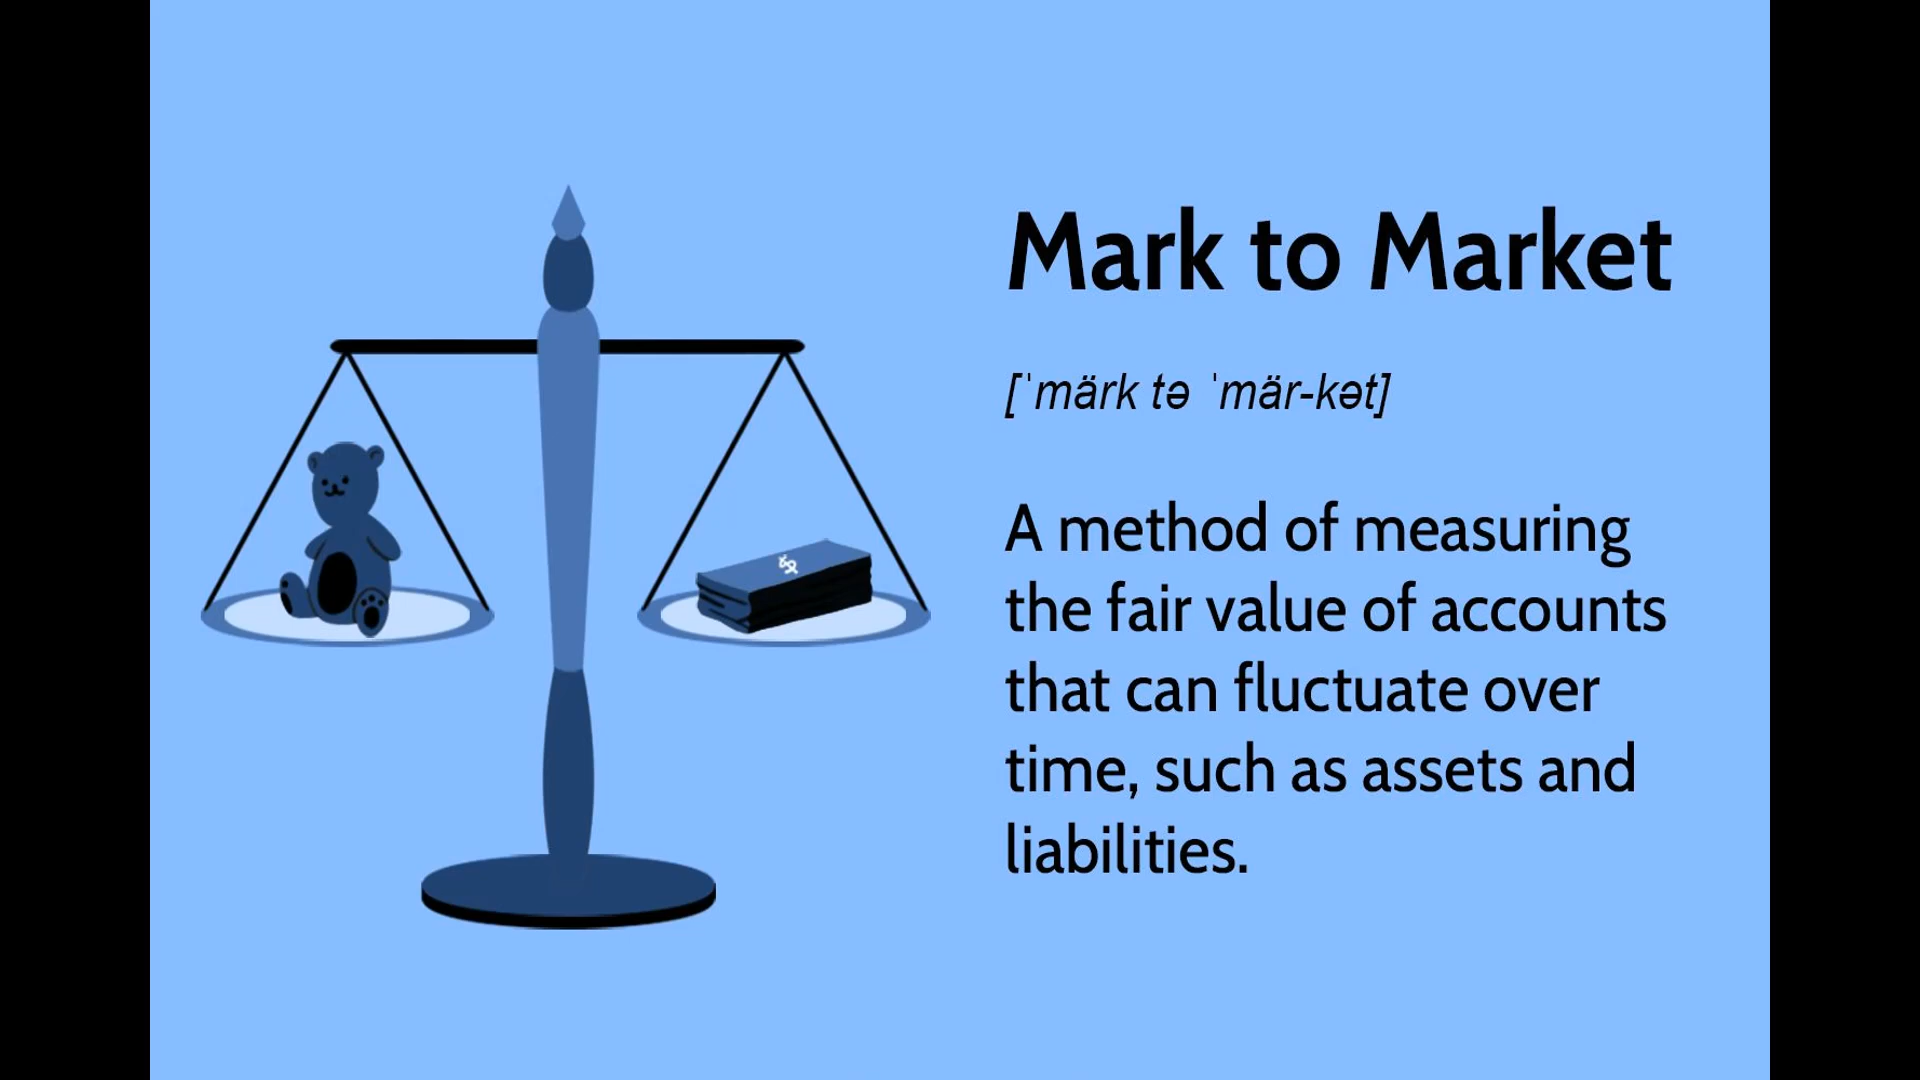 Mark to Market
[ˈmärk tə ˈmär-kət]
A method of measuring
the fair value of accounts
that can fluctuate over
time, such as assets and
liabilities.
$